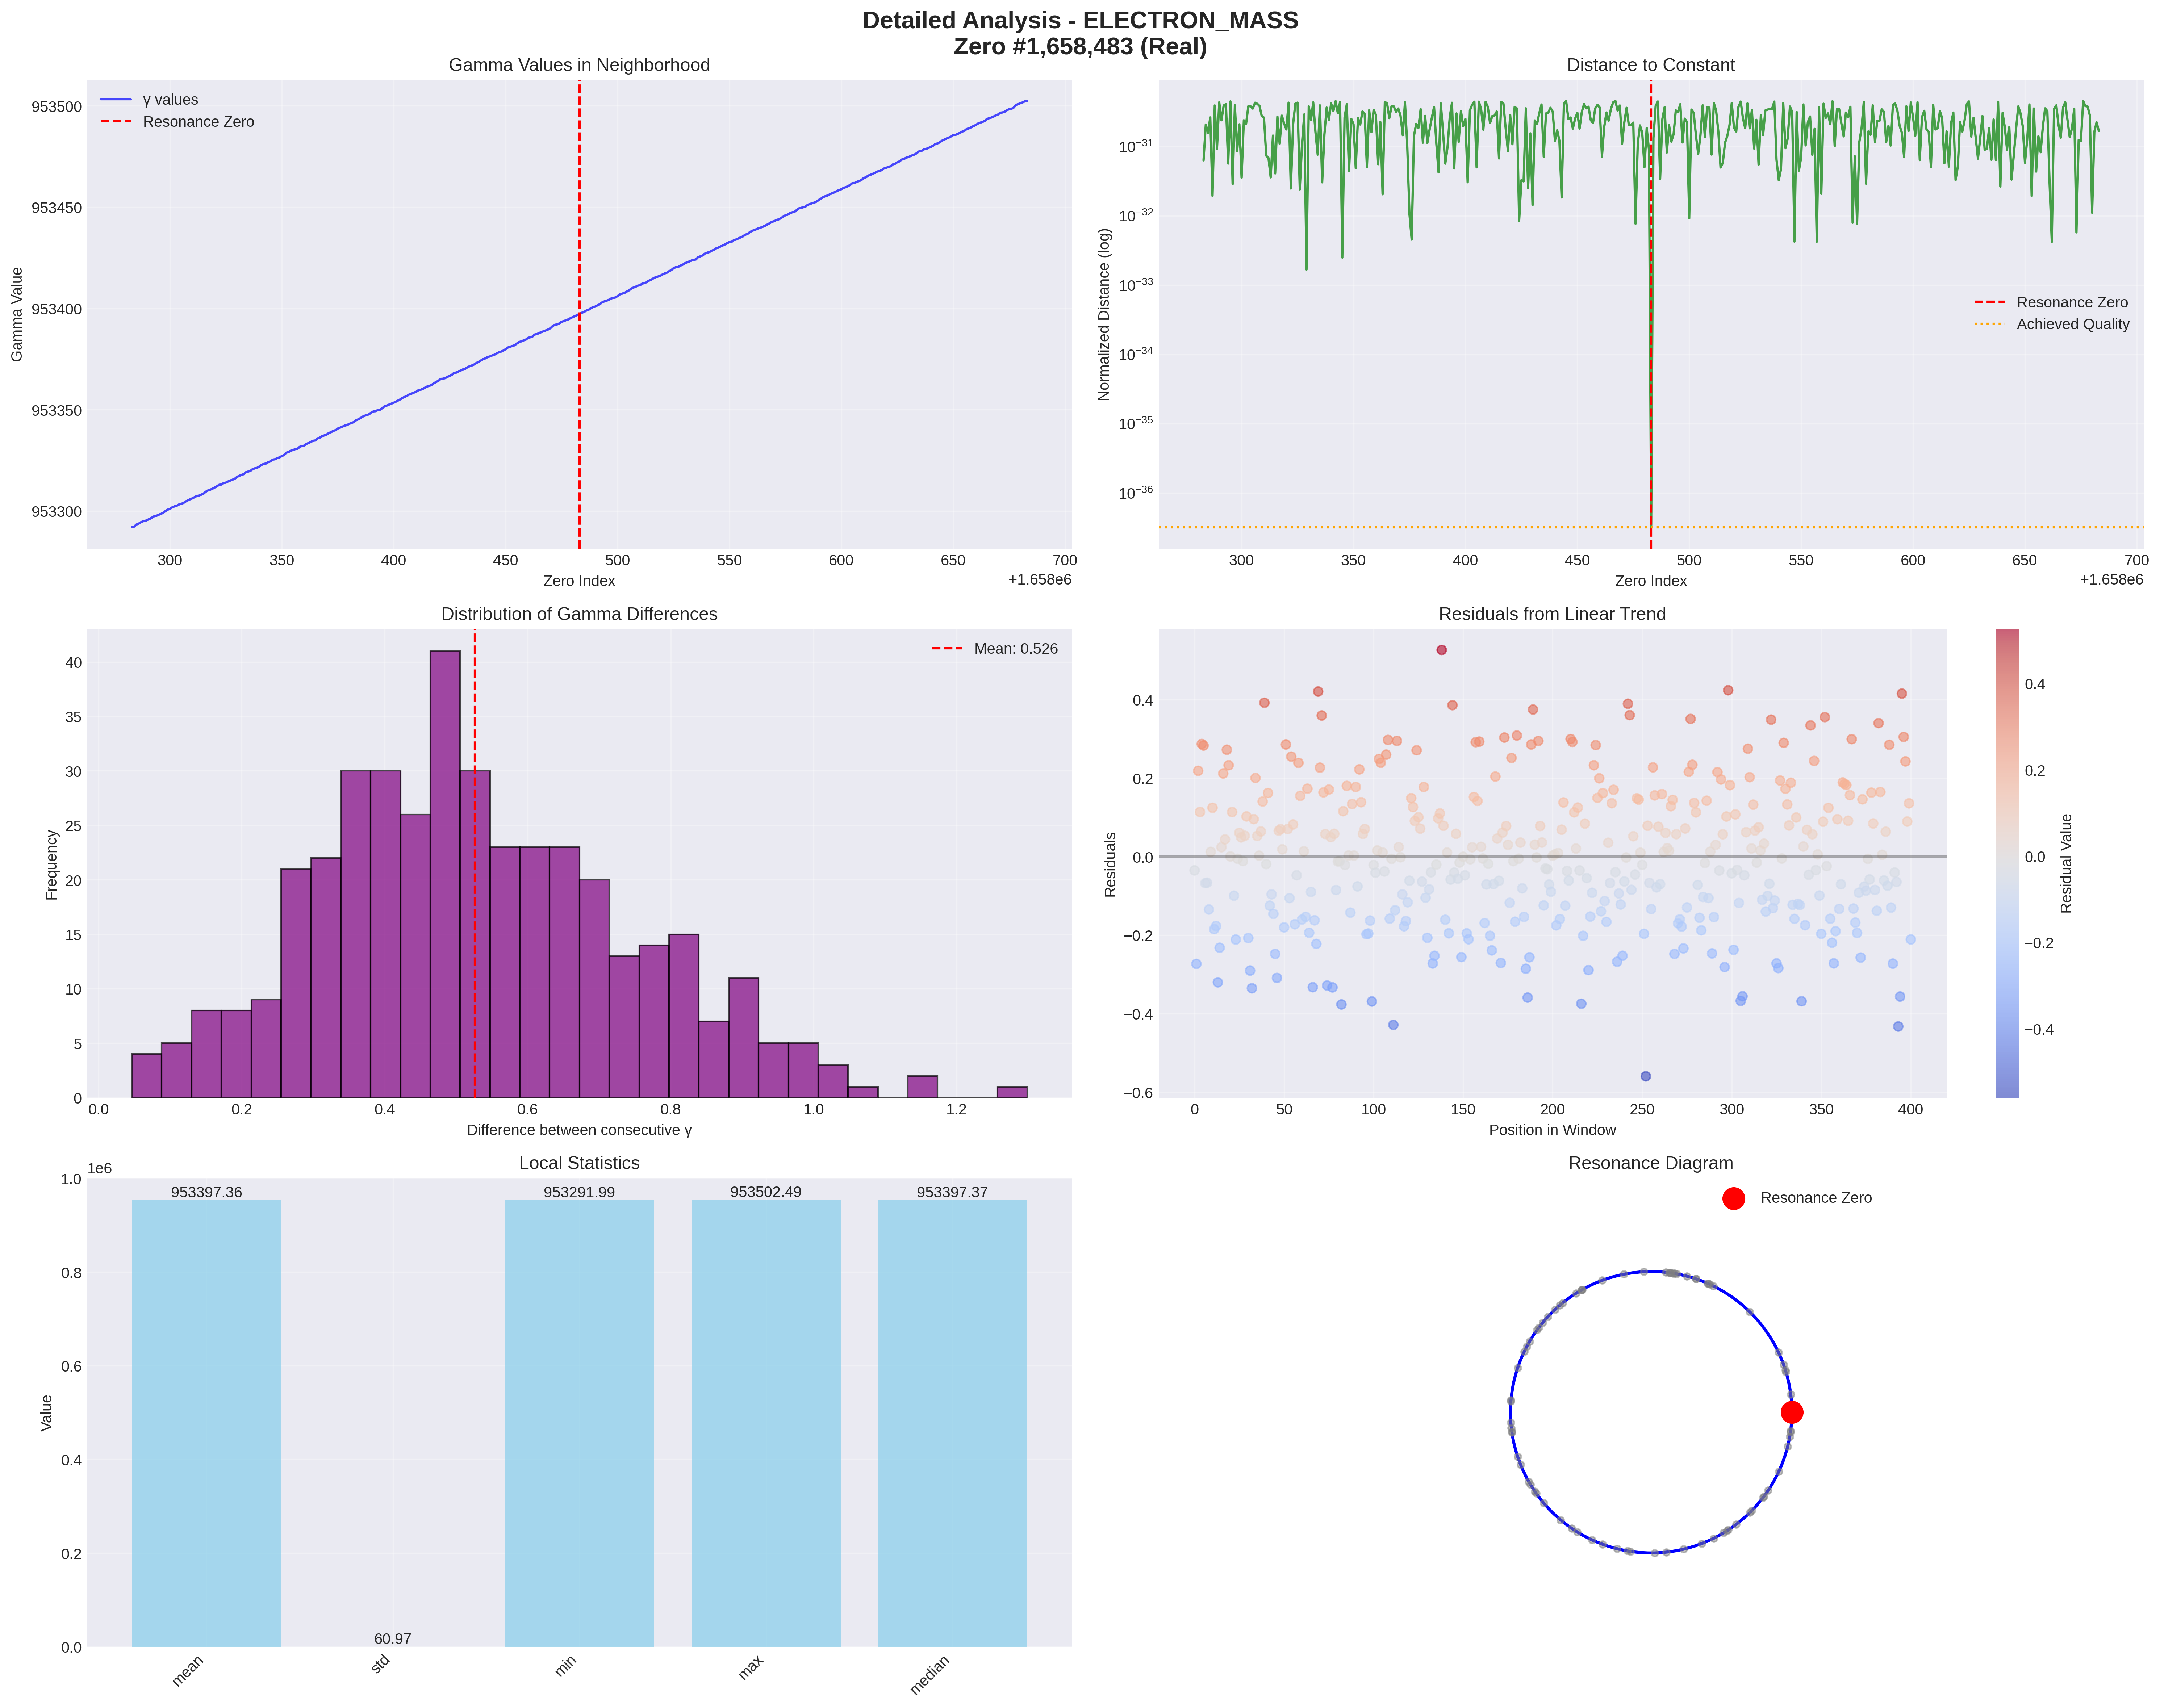 Detailed Analysis - ELECTRON_MASS
Zero #1,658,483 (Real)
Gamma Values in Neighborhood
γ values
Resonance Zero
Gamma Value
953500
953450
953400
953350
953300
300 350 400 450 500 550 600 650 700
Zero Index
+1.658e6
Distance to Constant
Normalized Distance (log)
10⁻³¹
10⁻³²
10⁻³³
10⁻³⁴
10⁻³⁵
10⁻³⁶
Resonance Zero
Achieved Quality
300 350 400 450 500 550 600 650 700
Zero Index
+1.658e6
Distribution of Gamma Differences
Mean: 0.526
Frequency
40
35
30
25
20
15
10
5
0
0.0 0.2 0.4 0.6 0.8 1.0 1.2
Difference between consecutive γ
Residuals from Linear Trend
Residuals
0.4
0.2
0.0
−0.2
−0.4
−0.6
0 50 100 150 200 250 300 350 400
Position in Window
0.4
0.2
0.0
−0.2
−0.4
Residual Value
Local Statistics
1e6
Value
1.0
0.8
0.6
0.4
0.2
0.0
953397.36
60.97
953291.99
953502.49
953397.37
mean
std
min
max
median
Resonance Diagram
Resonance Zero